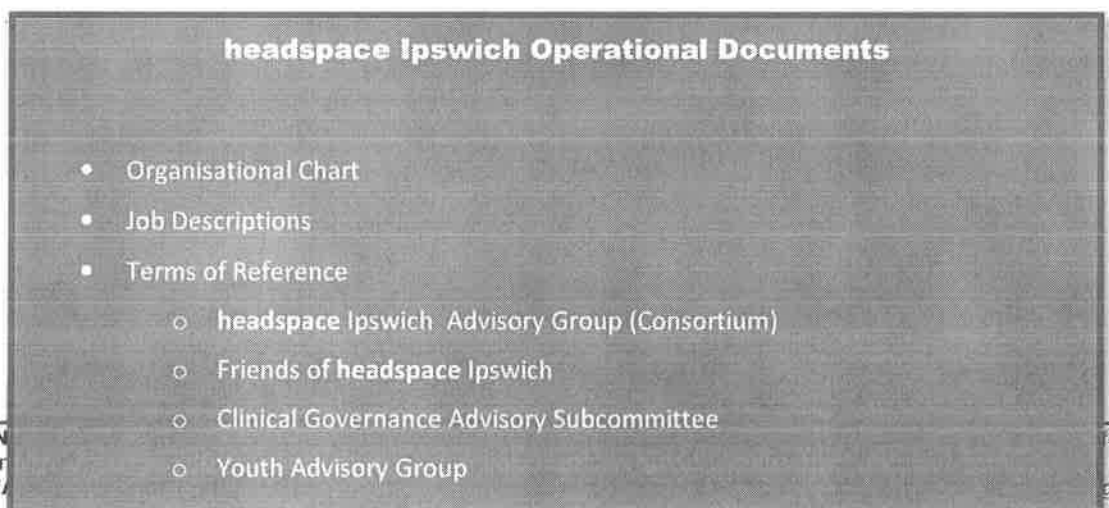 headspace Ipswich Operational Documents
• Organisational Chart
• Job Descriptions
• Terms of Reference
o headspace Ipswich Advisory Group (Consortium)
o Friends of headspace Ipswich
o Clinical Governance Advisory Subcommittee
o Youth Advisory Group